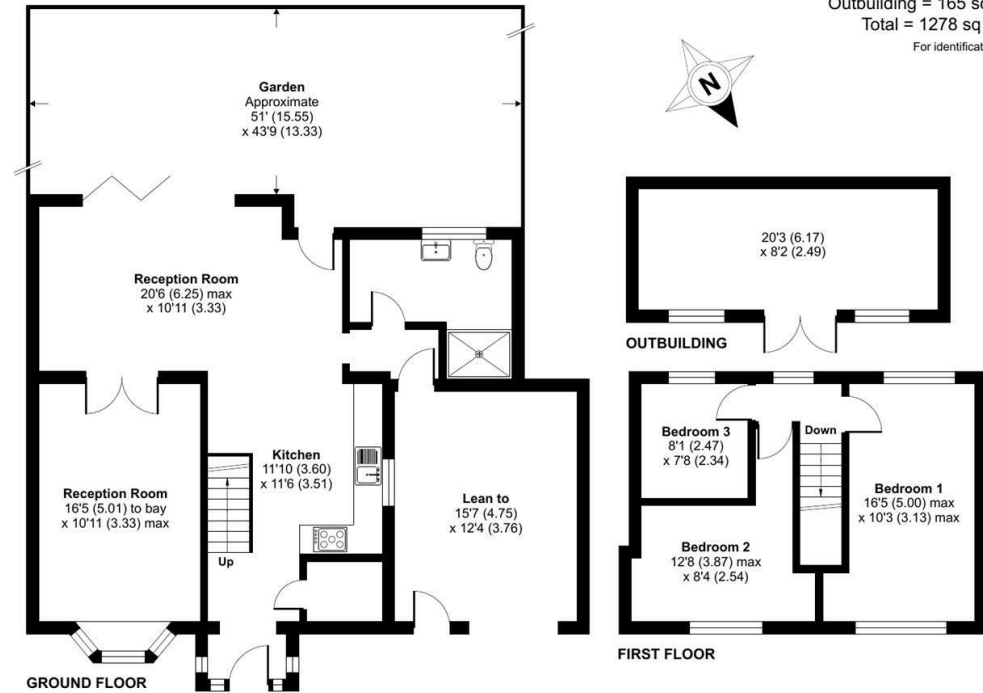 Outbuilding = 165
Total = 1278 sq
For
N
Garden
Approximate
51' (15.55)
x 43'9 (13.33)
Reception Room
20'6 (6.25) max
x 10'11 (3.33)
20'3 (6.17)
x 8'2 (2.49)
OUTBUILDING
Reception Room
16'5 (5.01) to bay
x 10'11 (3.33) max
Kitchen
11'10 (3.60)
x 11'6 (3.51)
Up
Lean to
15'7 (4.75)
x 12'4 (3.76)
GROUND FLOOR
Bedroom 3
8'1 (2.47)
x 7'8 (2.34)
Down
Bedroom 1
16'5 (5.00) max
x 10'3 (3.13) max
Bedroom 2
12'8 (3.87) max
x 8'4 (2.54)
FIRST FLOOR